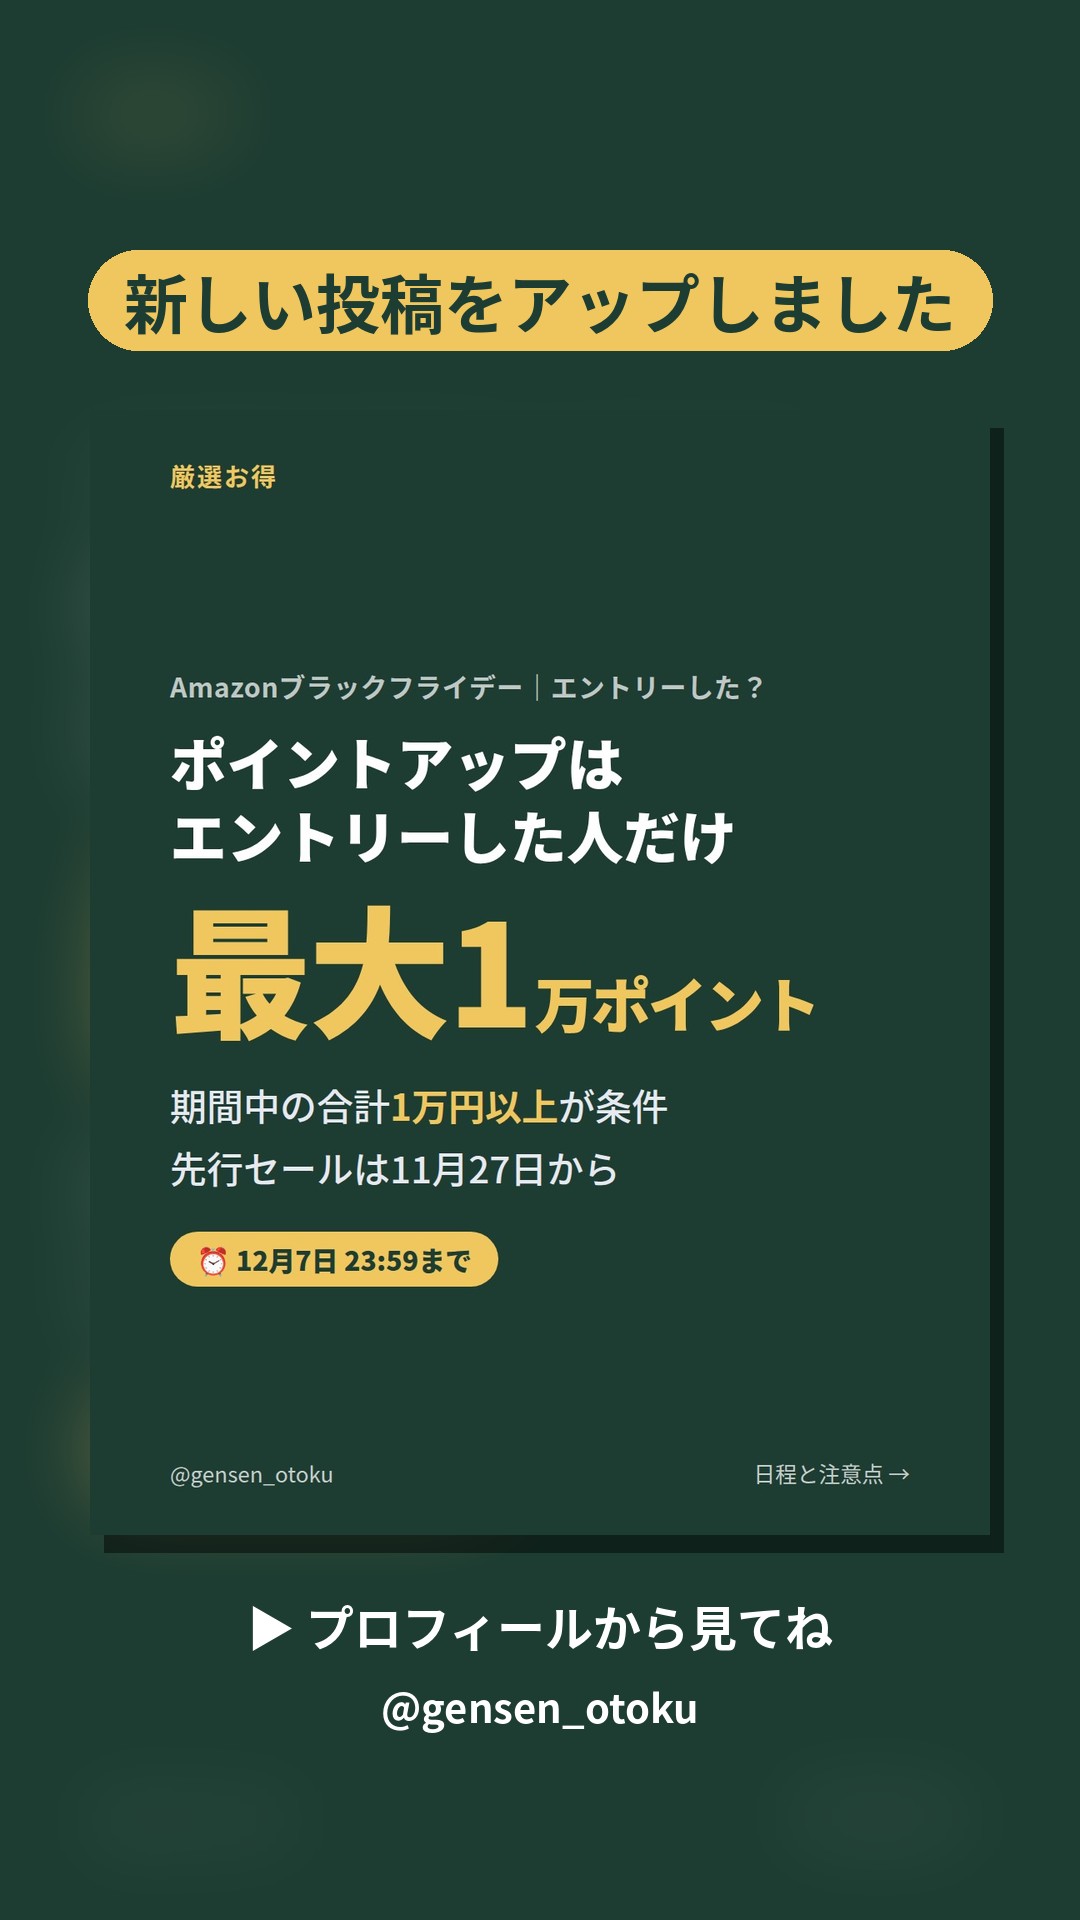 新しい投稿をアップしました
厳選お得
Amazonブラックフライデー｜エントリーした？
ポイントアップは
エントリーした人だけ
最大1万ポイント
期間中の合計1万円以上が条件
先行セールは11月27日から
⏰ 12月7日 23:59まで
@gensen_otoku
日程と注意点 →
▶ プロフィールから見てね
@gensen_otoku